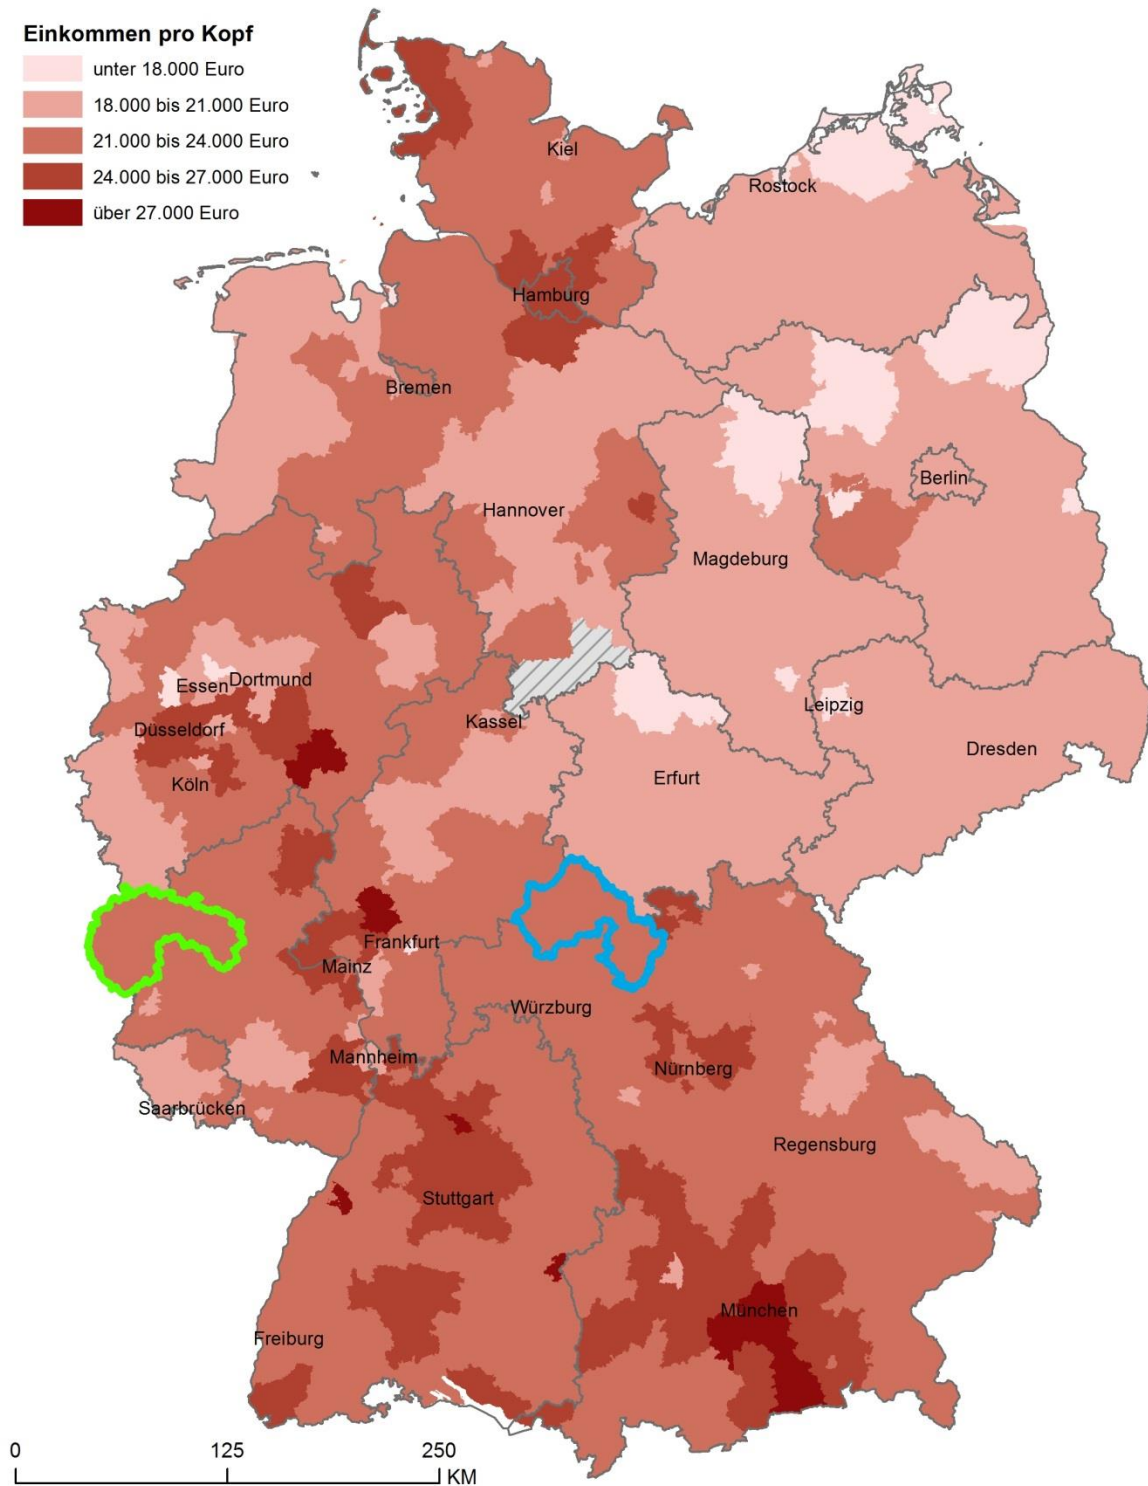 Einkommen pro Kopf
unter 18.000 Euro
18.000 bis 21.000 Euro
21.000 bis 24.000 Euro
24.000 bis 27.000 Euro
über 27.000 Euro
Kiel
Rostock
Hamburg
Bremen
Berlin
Hannover
Magdeburg
Essen
Dortmund
Leipzig
Kassel
Düsseldorf
Dresden
Köln
Erfurt
Frankfurt
Mainz
Würzburg
Mannheim
Nürnberg
Saarbrücken
Regensburg
Stuttgart
München
Freiburg
0 125 250
KM